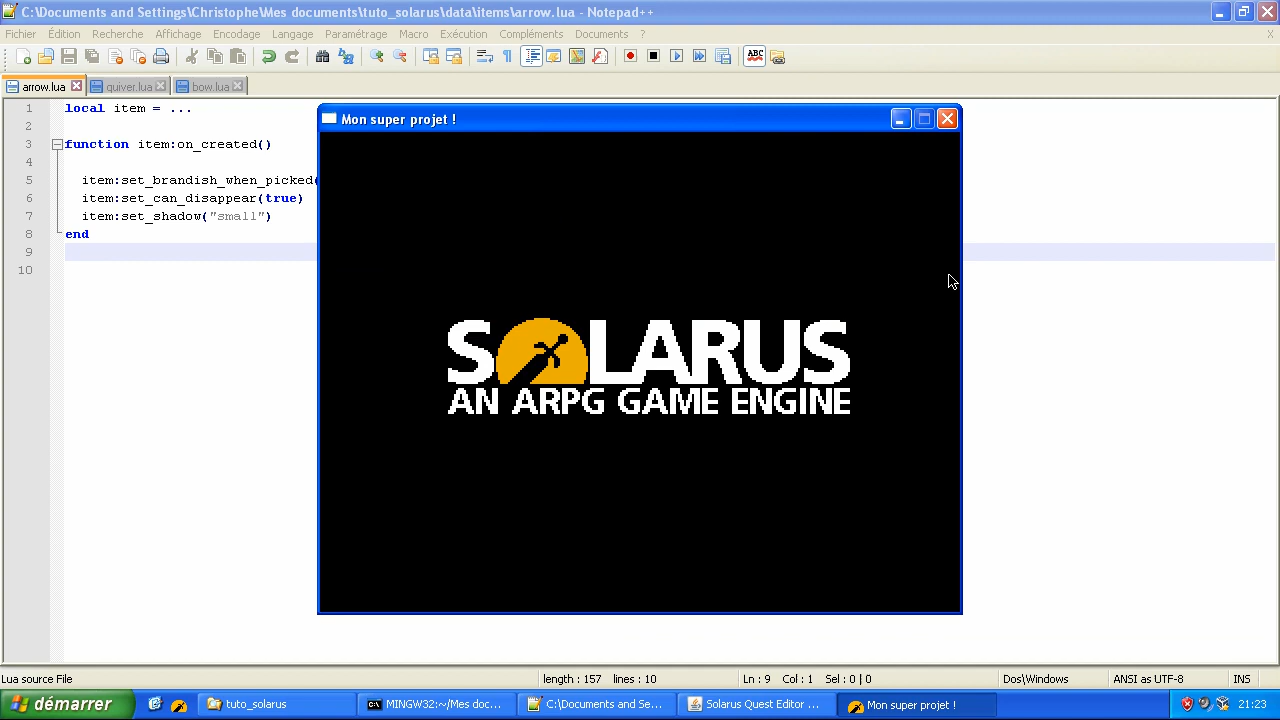 C:\Documents and Settings\Christophe\Mes documents\tuto_solarus\data\items\arrow.lua - Notepad++
Fichier Édition Recherche Affichage Encodage Langage Paramétrage Macro Exécution Compléments Documents ? X
ABC
arrow.lua quiver.lua bow.lua
1 local item = ...
2
Mon super projet !
3 function item:on_created()
4
5 item:set_brandish_when_picked(
6 item:set_can_disappear(true)
7 item:set_shadow("small")
8 end
9
10
SOLARUS
AN ARPG GAME ENGINE
Lua source File length : 157 lines : 10 Ln : 9 Col : 1 Sel : 0 | 0 Dos\Windows ANSI as UTF-8 INS
démarrer tuto_solarus MINGW32:~/Mes doc... C:\Documents and Se... Solarus Quest Editor ... Mon super projet ! 21:23